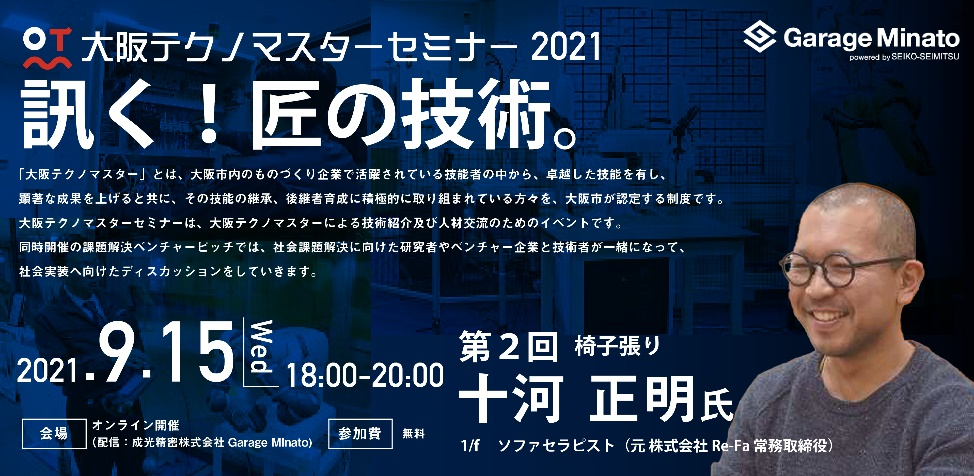 OT 大阪テクノマスターセミナー 2021
Garage Minato
powered by SEIKO-SEIMITSU
訊く！匠の技術。
「大阪テクノマスター」とは、大阪市内のものづくり企業で活躍されている技能者の中から、卓越した技能を有し、
顕著な成果を上げると共に、その技能の継承、後継者育成に積極的に取り組まれている方々を、大阪市が認定する制度です。
大阪テクノマスターセミナーは、大阪テクノマスターによる技術紹介及び人材交流のためのイベントです。
同時開催の課題解決ベンチャーピッチでは、社会課題解決に向けた研究者やベンチャー企業と技術者が一緒になって、
社会実装へ向けたディスカッションをしていきます。
2021.9.15 Wed 18:00-20:00
第2回 椅子張り
十河 正明氏
1/f ソファセラピスト（元 株式会社 Re-Fa 常務取締役）
会場 オンライン開催
（配信：成光精密株式会社 Garage MInato)
参加費 無料